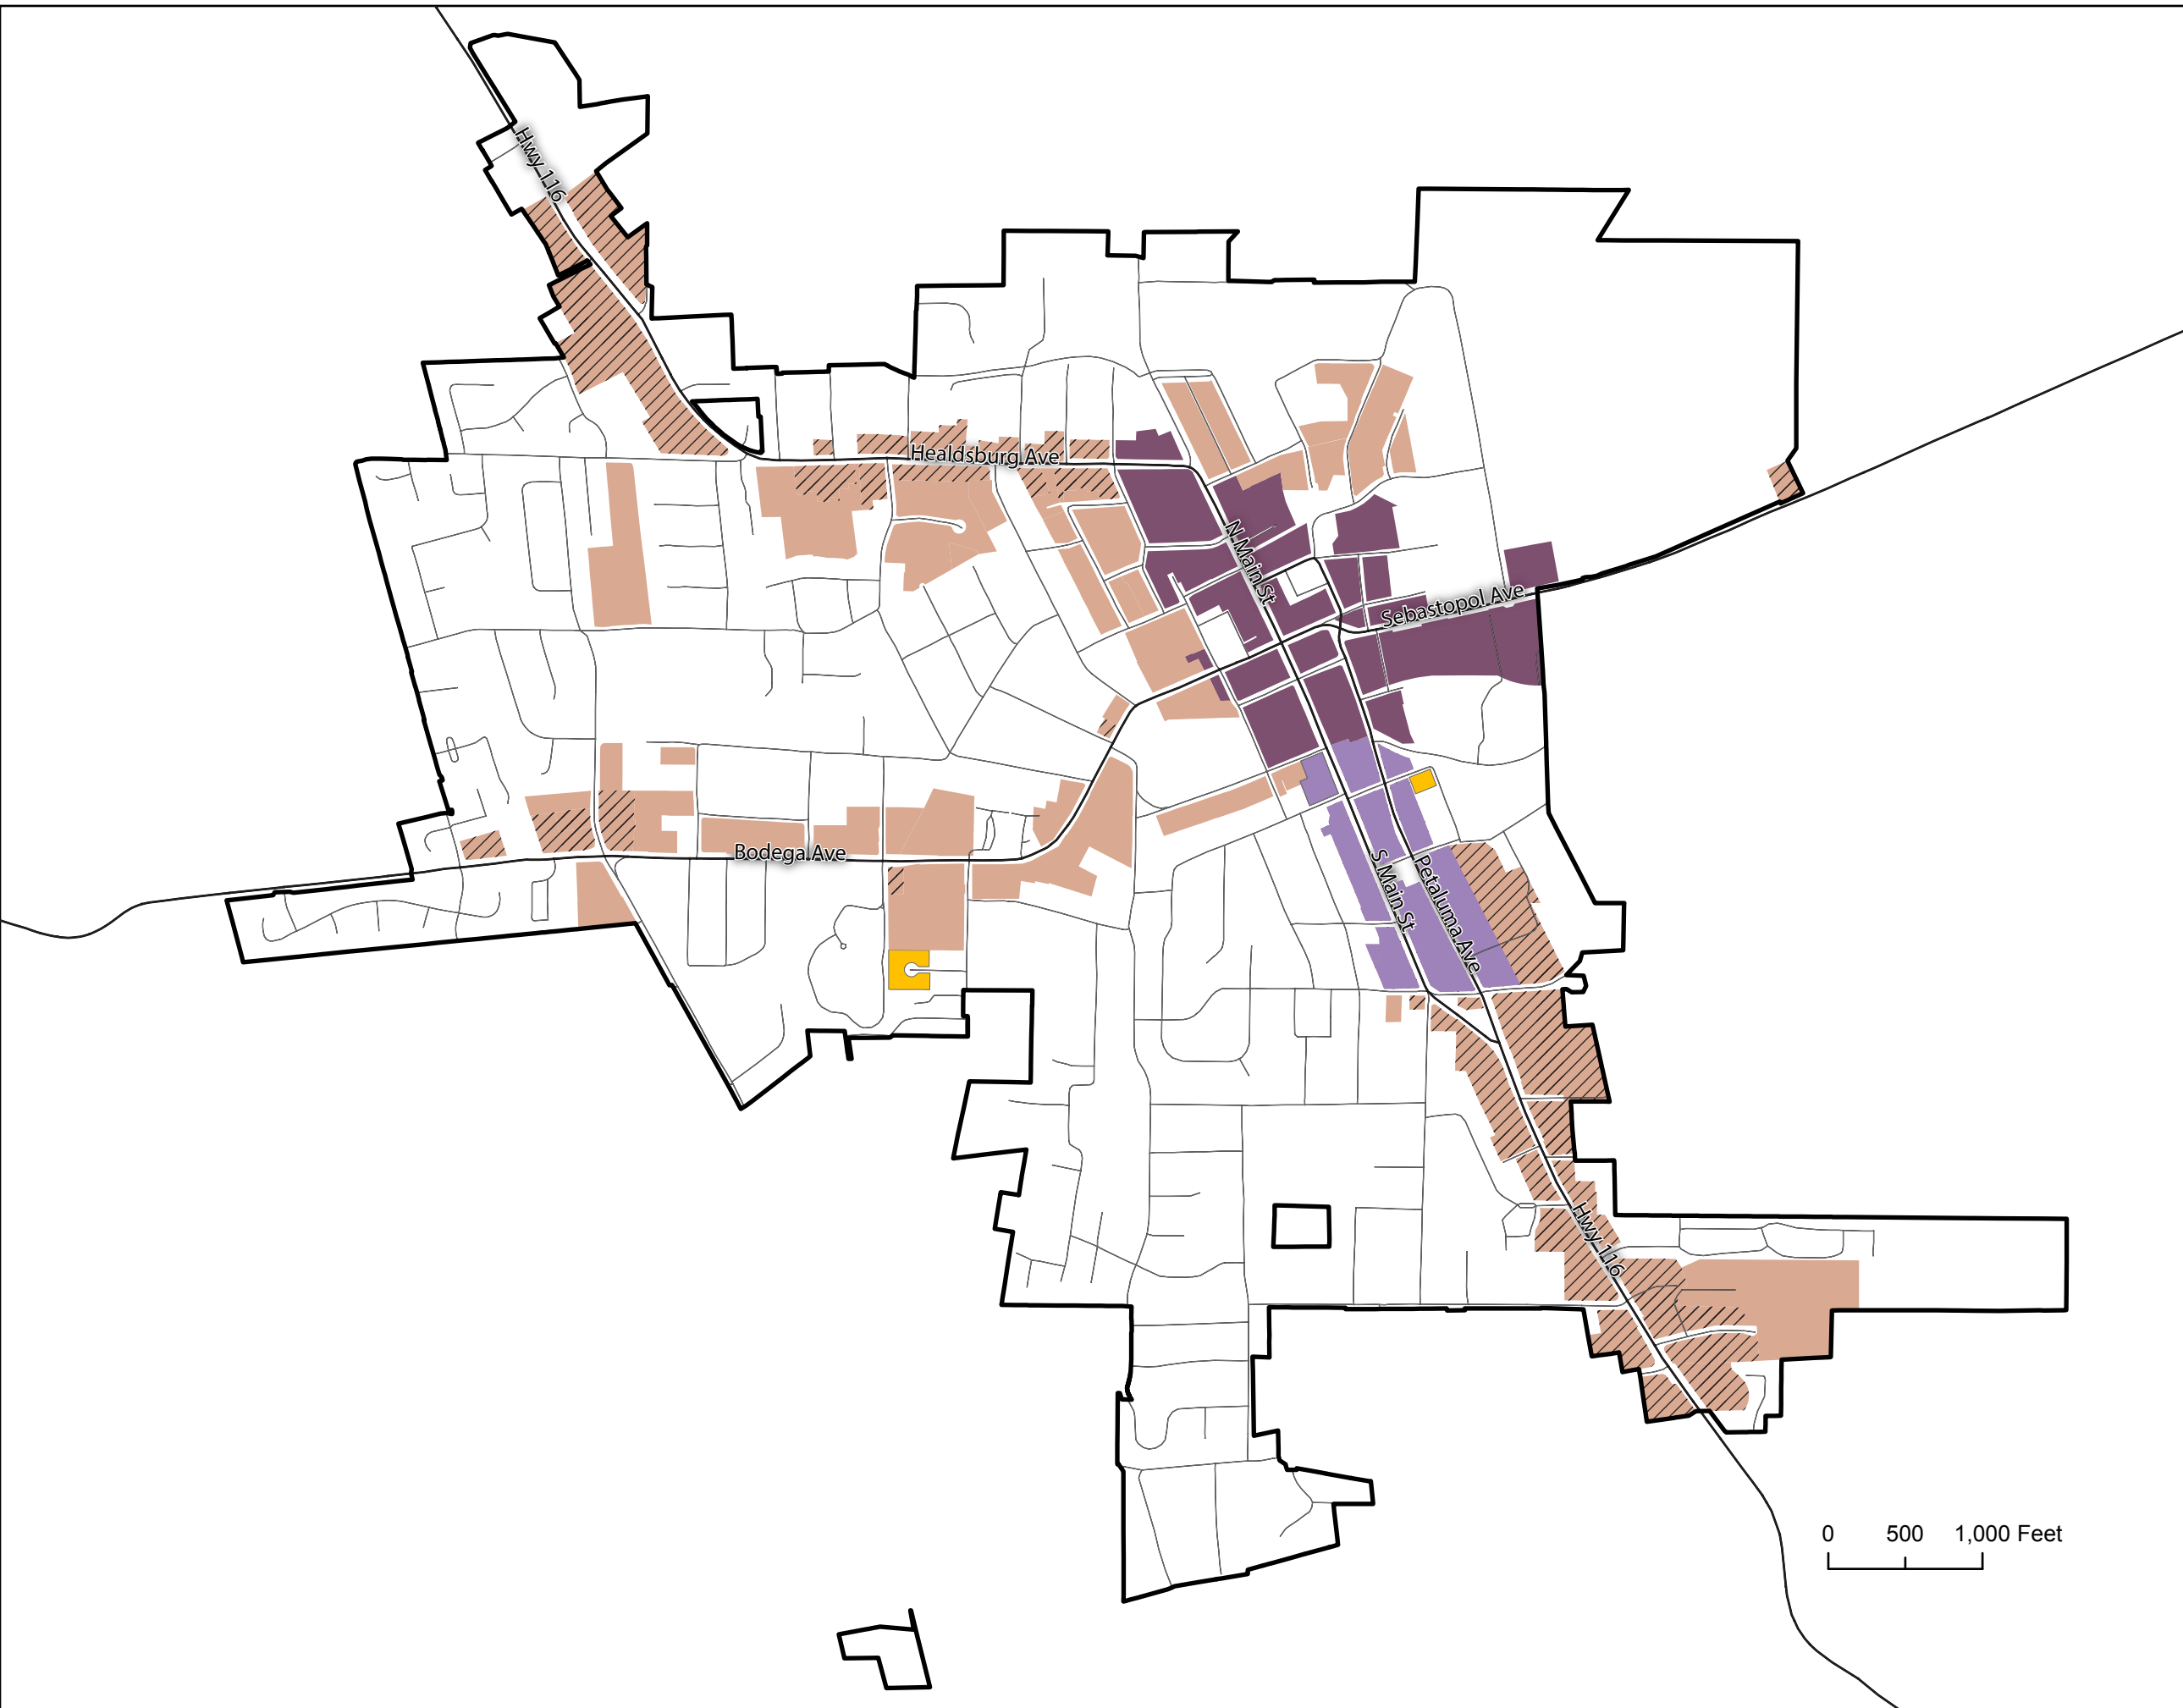 Hwy 116
Healdsburg Ave
N Main St
Sebastopol Ave
Bodega Ave
S Main St
Petaluma Ave
Hwy 116
0 500 1,000 Feet